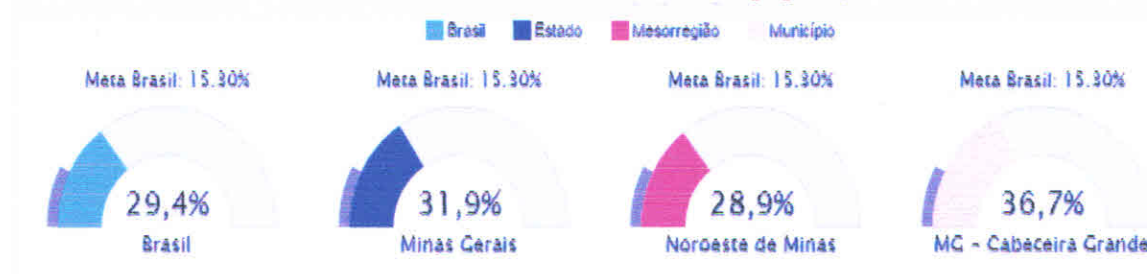 Brasil Estado Mesorregião Município
Meta Brasil: 15.30% Meta Brasil: 15.30% Meta Brasil: 15.30% Meta Brasil: 15.30%
29,4% 31,9% 28,9% 36,7%
Brasil Minas Gerais Noroeste de Minas MG - Cabeceira Grande